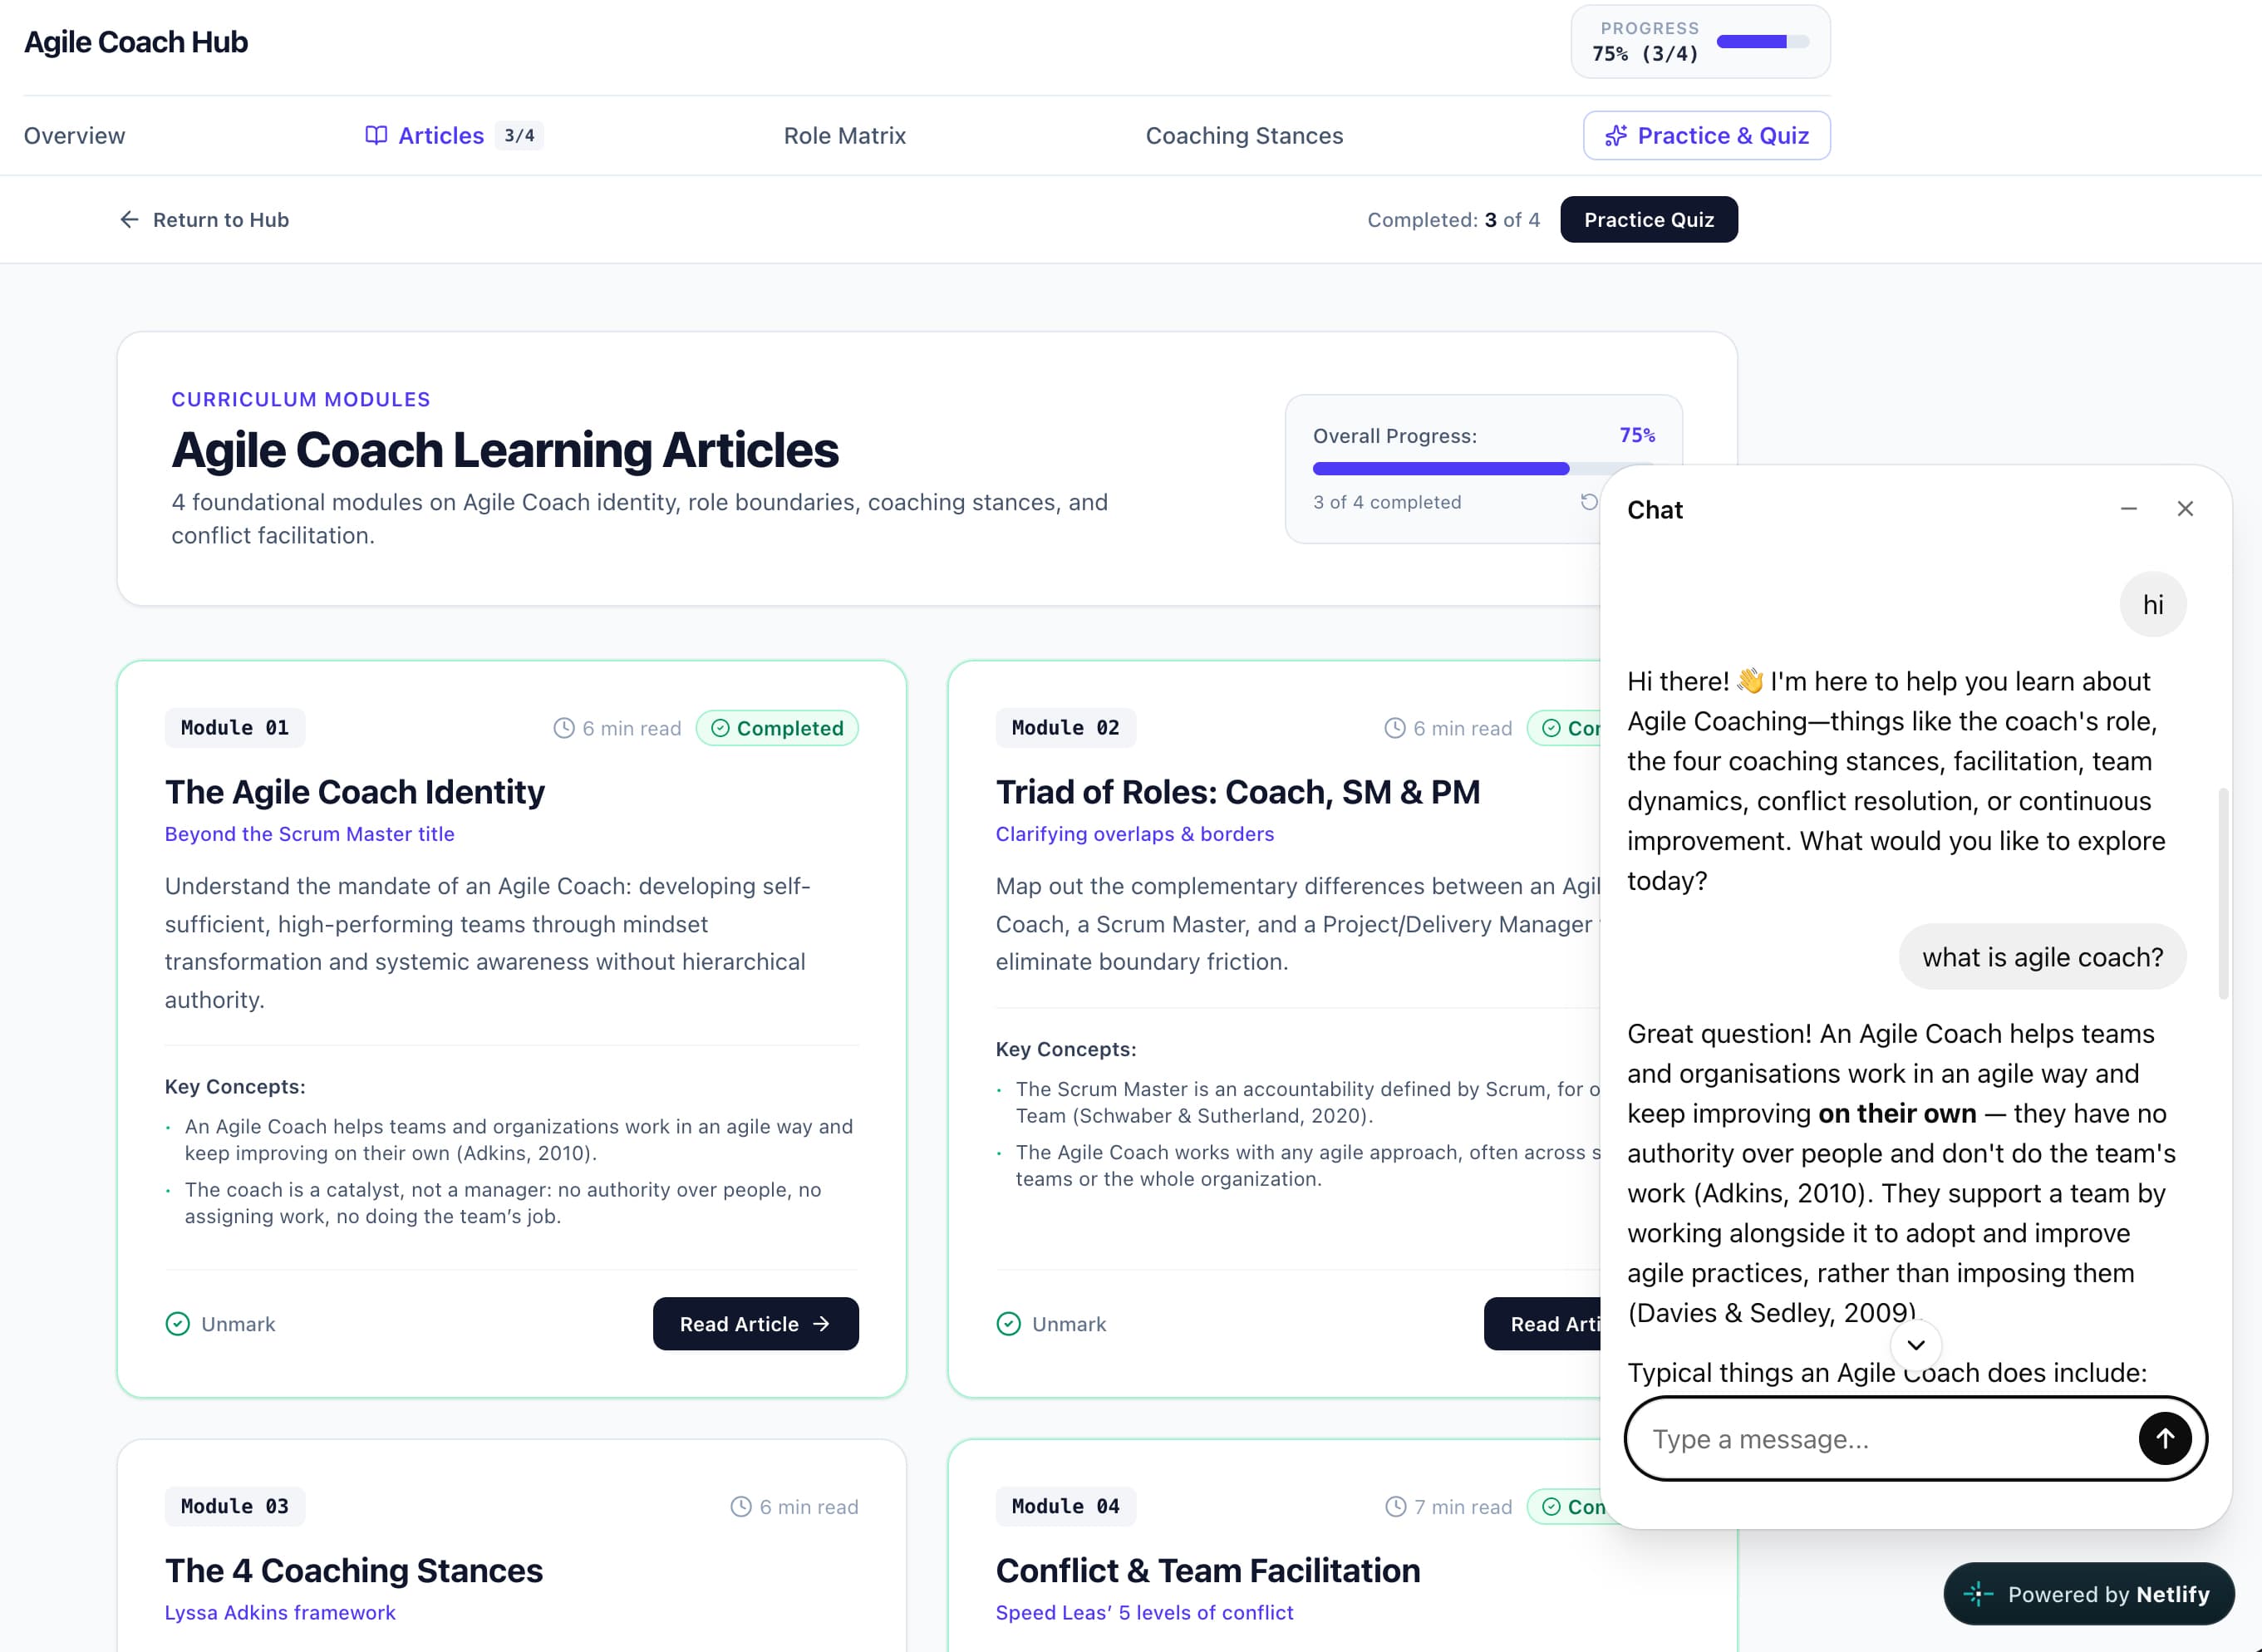 Agile Coach Hub
PROGRESS
75% (3/4)
Overview
Articles 3/4
Role Matrix
Coaching Stances
Practice & Quiz
Return to Hub
Completed: 3 of 4
Practice Quiz
CURRICULUM MODULES
Agile Coach Learning Articles
4 foundational modules on Agile Coach identity, role boundaries, coaching stances, and
conflict facilitation.
Overall Progress: 75%
3 of 4 completed
Module 01
6 min read
Completed
The Agile Coach Identity
Beyond the Scrum Master title
Understand the mandate of an Agile Coach: developing self-
sufficient, high-performing teams through mindset
transformation and systemic awareness without hierarchical
authority.
Key Concepts:
· An Agile Coach helps teams and organizations work in an agile way and
keep improving on their own (Adkins, 2010).
· The coach is a catalyst, not a manager: no authority over people, no
assigning work, no doing the team’s job.
Unmark
Read Article
Module 02
6 min read
Triad of Roles: Coach, SM & PM
Clarifying overlaps & borders
Map out the complementary differences between an
Coach, a Scrum Master, and a Project/Delivery Manager
eliminate boundary friction.
Key Concepts:
· The Scrum Master is an accountability defined by Scrum, for
Team (Schwaber & Sutherland, 2020).
· The Agile Coach works with any agile approach, often across
teams or the whole organization.
Unmark
Read
Module 03
6 min read
The 4 Coaching Stances
Lyssa Adkins framework
Module 04
7 min read
Conflict & Team Facilitation
Speed Leas’ 5 levels of conflict
Chat
hi
Hi there! 👋 I'm here to help you learn about
Agile Coaching—things like the coach's role,
the four coaching stances, facilitation, team
dynamics, conflict resolution, or continuous
improvement. What would you like to explore
today?
what is agile coach?
Great question! An Agile Coach helps teams
and organisations work in an agile way and
keep improving on their own — they have no
authority over people and don't do the team's
work (Adkins, 2010). They support a team by
working alongside it to adopt and improve
agile practices, rather than imposing them
(Davies & Sedley, 2009).
Typical things an Agile Coach does include:
Type a message...
Powered by Netlify